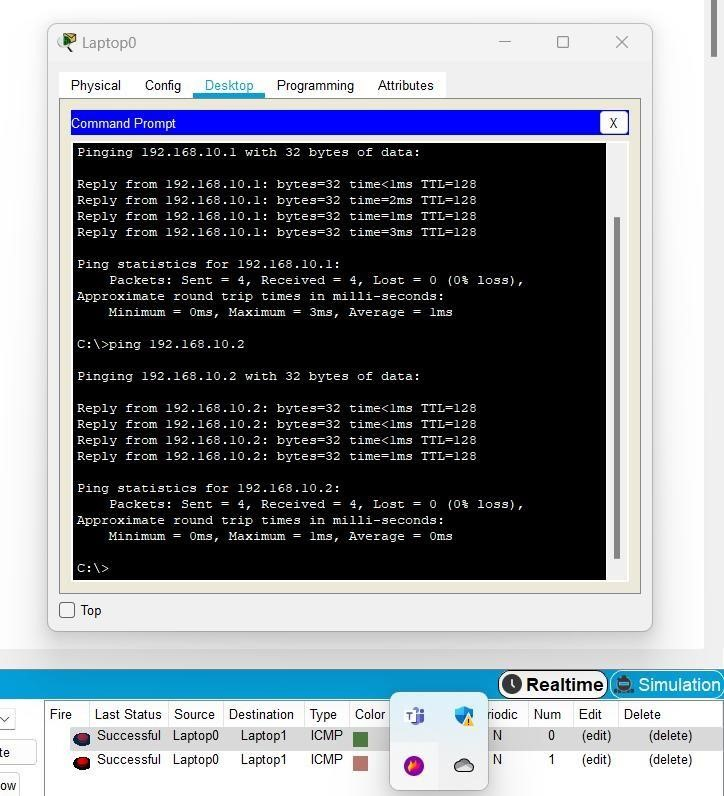 Laptop0
Physical Config Desktop Programming Attributes
Command Prompt X
Pinging 192.168.10.1 with 32 bytes of data:
Reply from 192.168.10.1: bytes=32 time<1ms TTL=128
Reply from 192.168.10.1: bytes=32 time=2ms TTL=128
Reply from 192.168.10.1: bytes=32 time=1ms TTL=128
Reply from 192.168.10.1: bytes=32 time=3ms TTL=128
Ping statistics for 192.168.10.1:
Packets: Sent = 4, Received = 4, Lost = 0 (0% loss),
Approximate round trip times in milli-seconds:
Minimum = 0ms, Maximum = 3ms, Average = 1ms
C:\>ping 192.168.10.2
Pinging 192.168.10.2 with 32 bytes of data:
Reply from 192.168.10.2: bytes=32 time<1ms TTL=128
Reply from 192.168.10.2: bytes=32 time<1ms TTL=128
Reply from 192.168.10.2: bytes=32 time<1ms TTL=128
Reply from 192.168.10.2: bytes=32 time=1ms TTL=128
Ping statistics for 192.168.10.2:
Packets: Sent = 4, Received = 4, Lost = 0 (0% loss),
Approximate round trip times in milli-seconds:
Minimum = 0ms, Maximum = 1ms, Average = 0ms
C:\>
Top
Realtime Simulation
Fire Last Status Source Destination Type Color riodic Num Edit Delete
Successful Laptop0 Laptop1 ICMP N 0 (edit) (delete)
te
Successful Laptop0 Laptop1 ICMP N 1 (edit) (delete)
ow